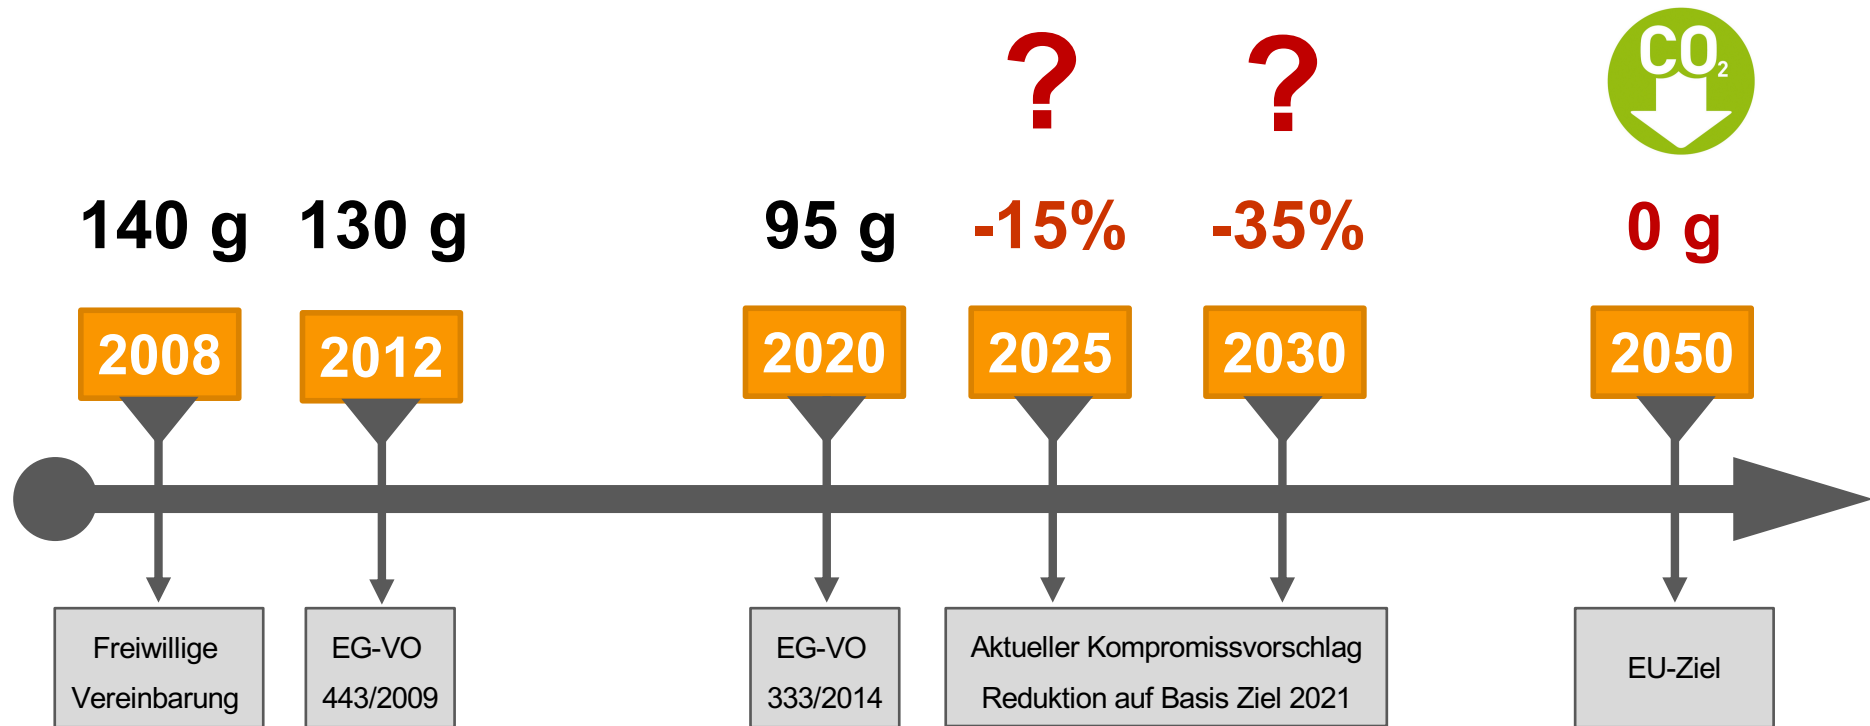 ? ? CO₂
140 g 130 g 95 g -15% -35% 0 g
2008 2012 2020 2025 2030 2050
Freiwillige
Vereinbarung
EG-VO
443/2009
EG-VO
333/2014
Aktueller Kompromissvorschlag
Reduktion auf Basis Ziel 2021
EU-Ziel